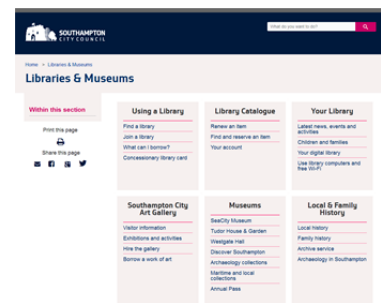 SOUTHAMPTON
CITY COUNCIL
What do you want to do?
Home > Libraries & Museums
Libraries & Museums
Within this section
Print this page
Share this page
Using a Library
Find a library
Join a library
What can I borrow?
Concessionary library card
Library Catalogue
Renew an item
Find and reserve an item
Your account
Your Library
Latest news, events and
activities
Children and families
Your digital library
Use library computers and
free Wi-Fi
Southampton City
Art Gallery
Visitor information
Exhibitions and activities
Hire the gallery
Borrow a work of art
Museums
SeaCity Museum
Tudor House & Garden
Westgate Hall
Discover Southampton
Archaeology collections
Maritime and local
collections
Annual Pass
Local & Family
History
Local history
Family history
Archive service
Archaeology in Southampton